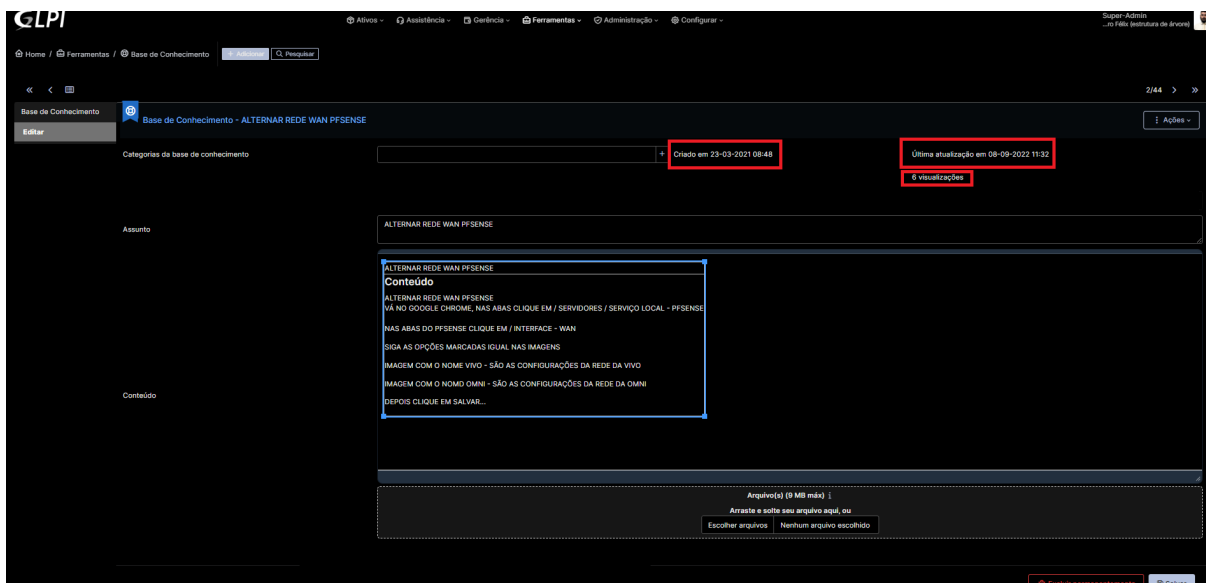 GLPI
Ativos
Assistência
Gerência
Ferramentas
Administração
Configurar
Super-Admin
...ro Félix (estrutura de árvore)
Home / Ferramentas / Base de Conhecimento
+ Adicionar
Pesquisar
2/44
Base de Conhecimento
Editar
Base de Conhecimento - ALTERNAR REDE WAN PFSENSE
Ações
Categorias da base de conhecimento
+
Criado em 23-03-2021 08:48
Última atualização em 08-09-2022 11:32
6 visualizações
Assunto
ALTERNAR REDE WAN PFSENSE
Conteúdo
ALTERNAR REDE WAN PFSENSE
Conteúdo
ALTERNAR REDE WAN PFSENSE
VÁ NO GOOGLE CHROME, NAS ABAS CLIQUE EM / SERVIDORES / SERVIÇO LOCAL - PFSENSE
NAS ABAS DO PFSENSE CLIQUE EM / INTERFACE - WAN
SIGA AS OPÇÕES MARCADAS IGUAL NAS IMAGENS
IMAGEM COM O NOME VIVO - SÃO AS CONFIGURAÇÕES DA REDE DA VIVO
IMAGEM COM O NOMD OMNI - SÃO AS CONFIGURAÇÕES DA REDE DA OMNI
DEPOIS CLIQUE EM SALVAR...
Arquivo(s) (9 MB máx)
Arraste e solte seu arquivo aqui, ou
Escolher arquivos
Nenhum arquivo escolhido